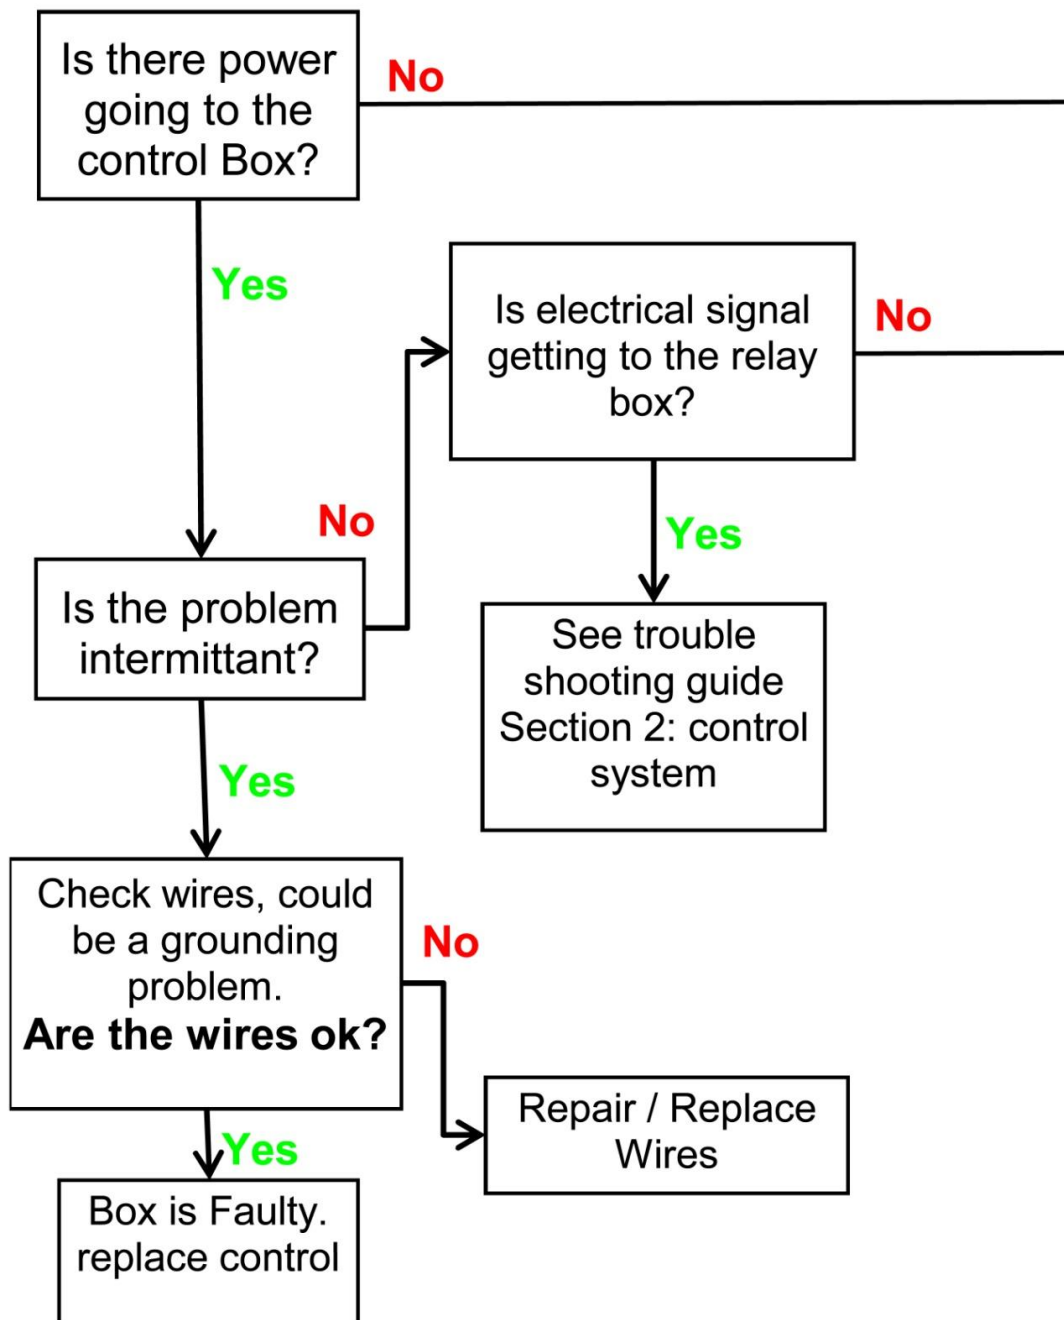 Is there power
going to the
control Box?
No
Yes
Is electrical signal
getting to the relay
box?
No
No
Yes
Is the problem
intermittant?
See trouble
shooting guide
Section 2: control
system
Yes
Check wires, could
be a grounding
problem.
Are the wires ok?
No
Repair / Replace
Wires
Yes
Box is Faulty.
replace control